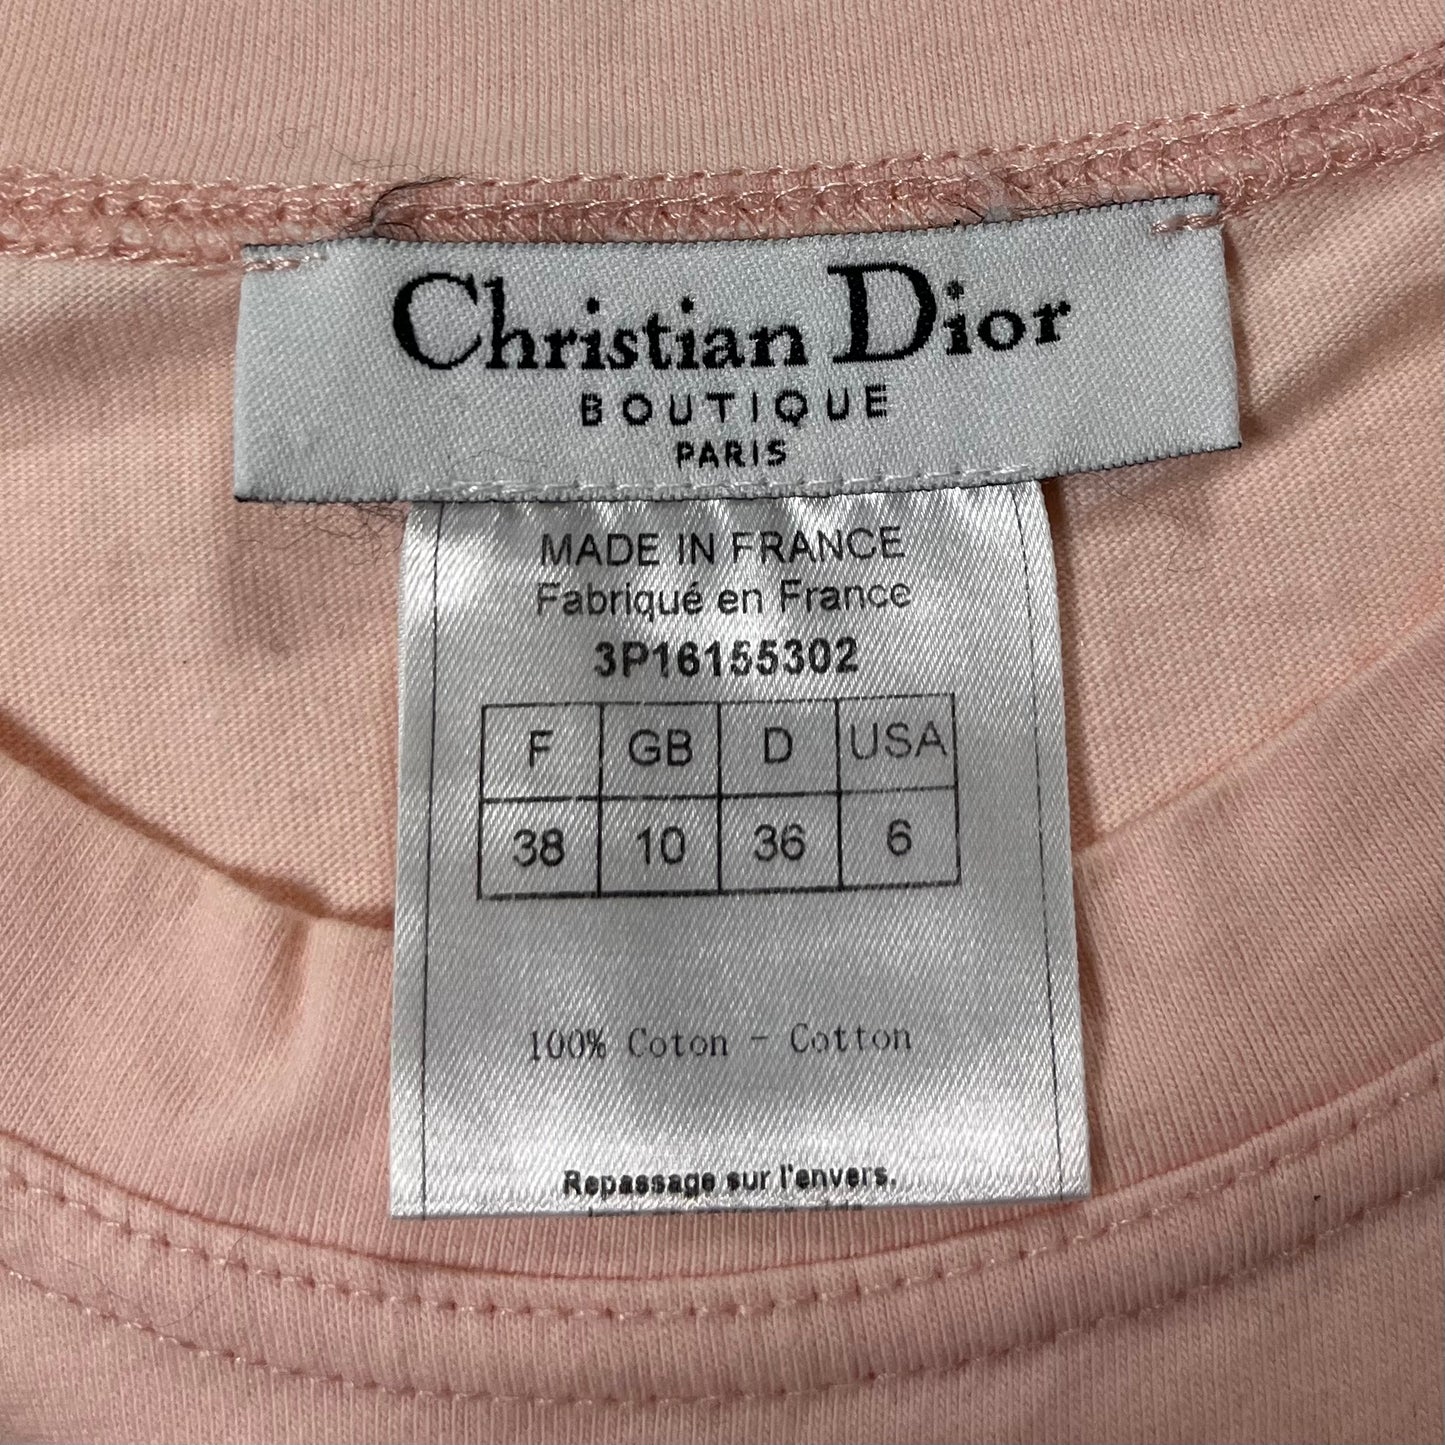 Christian Dior
BOUTIQUE
PARIS
MADE IN FRANCE
Fabriqué en France
3P16155302
F GB D USA
38 10 36 6
100% Coton - Cotton
Repassage sur l'envers.